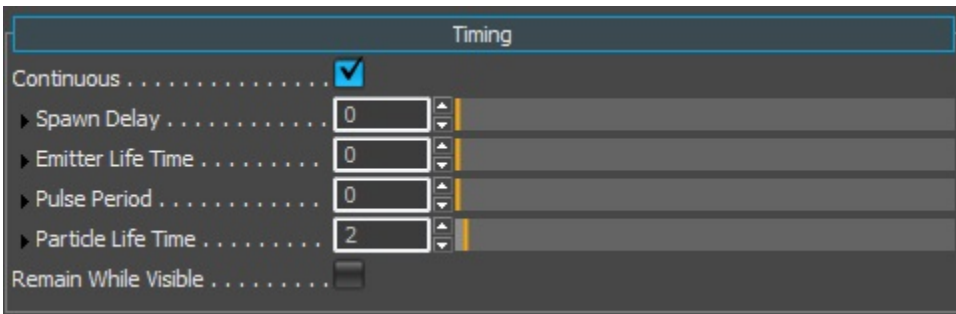 Timing
Continuous . . . . . . . . . . . . . . .
Spawn Delay . . . . . . . . . . . . 0
Emitter Life Time . . . . . . . . . 0
Pulse Period . . . . . . . . . . . . 0
Particle Life Time . . . . . . . . . 2
Remain While Visible . . . . . . . . .